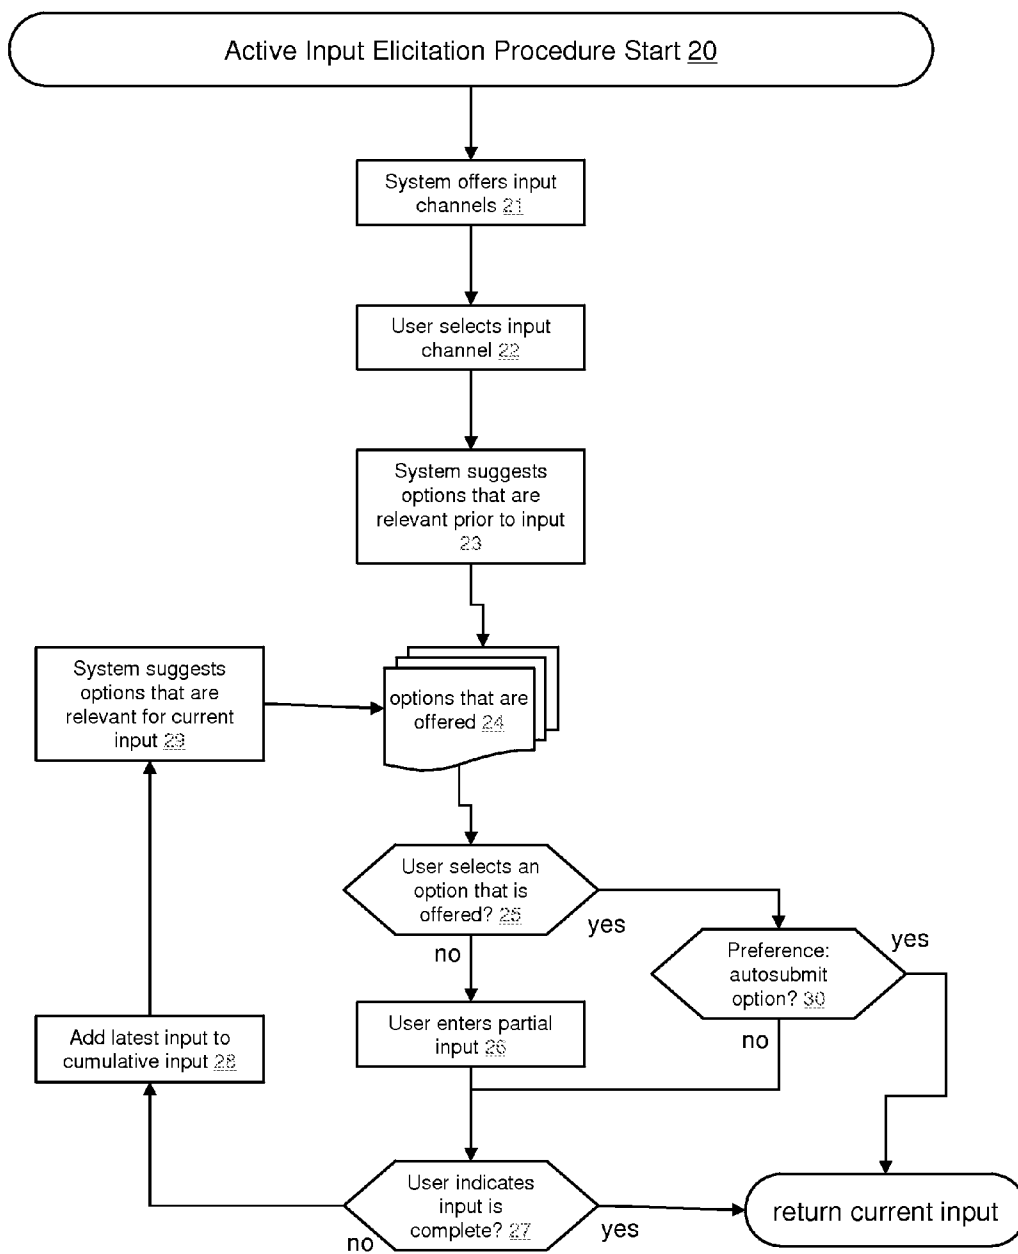 Active Input Elicitation Procedure Start 20
System offers input
channels 21
User selects input
channel 22
System suggests
options that are
relevant prior to input
23
System suggests
options that are
relevant for current
input 29
options that are
offered 24
User selects an
option that is
offered? 25
yes
no
Preference:
autosubmit
option? 30
yes
no
User enters partial
input 26
Add latest input to
cumulative input 28
User indicates
input is
complete? 27
yes
no
return current input